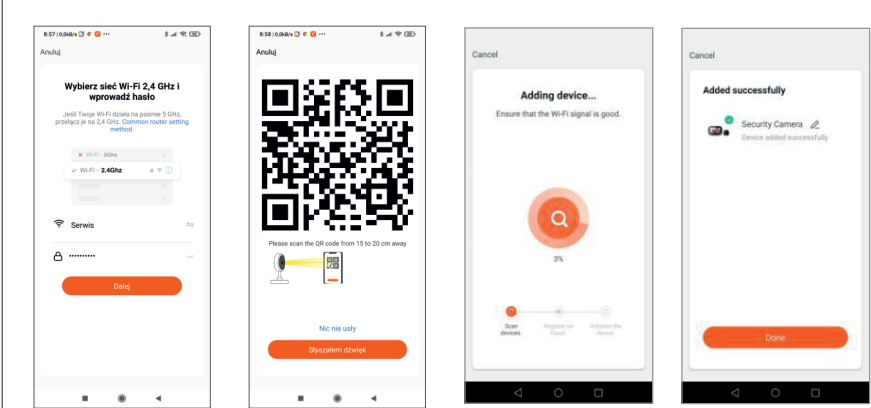 8:57 | 0,0kB/s
Anuluj
Wybierz sieć Wi-Fi 2,4 GHz i
wprowadź hasło
Jeśli Twoje Wi-Fi działa na paśmie 5 GHz,
przełącz je na 2,4 GHz. Common router setting
method
Wi-Fi - 5Ghz
Wi-Fi - 2.4Ghz
Serwis
Dalej
8:58 | 0,0kB/s
Anuluj
Please scan the QR code from 15 to 20 cm away
Nic nie usły
Słyszałem dźwięk
Cancel
Adding device...
Ensure that the Wi-Fi signal is good.
3%
Scan
devices.
Register on
Cloud.
Initialize the
device.
Cancel
Added successfully
Security Camera
Device added successfully
Done